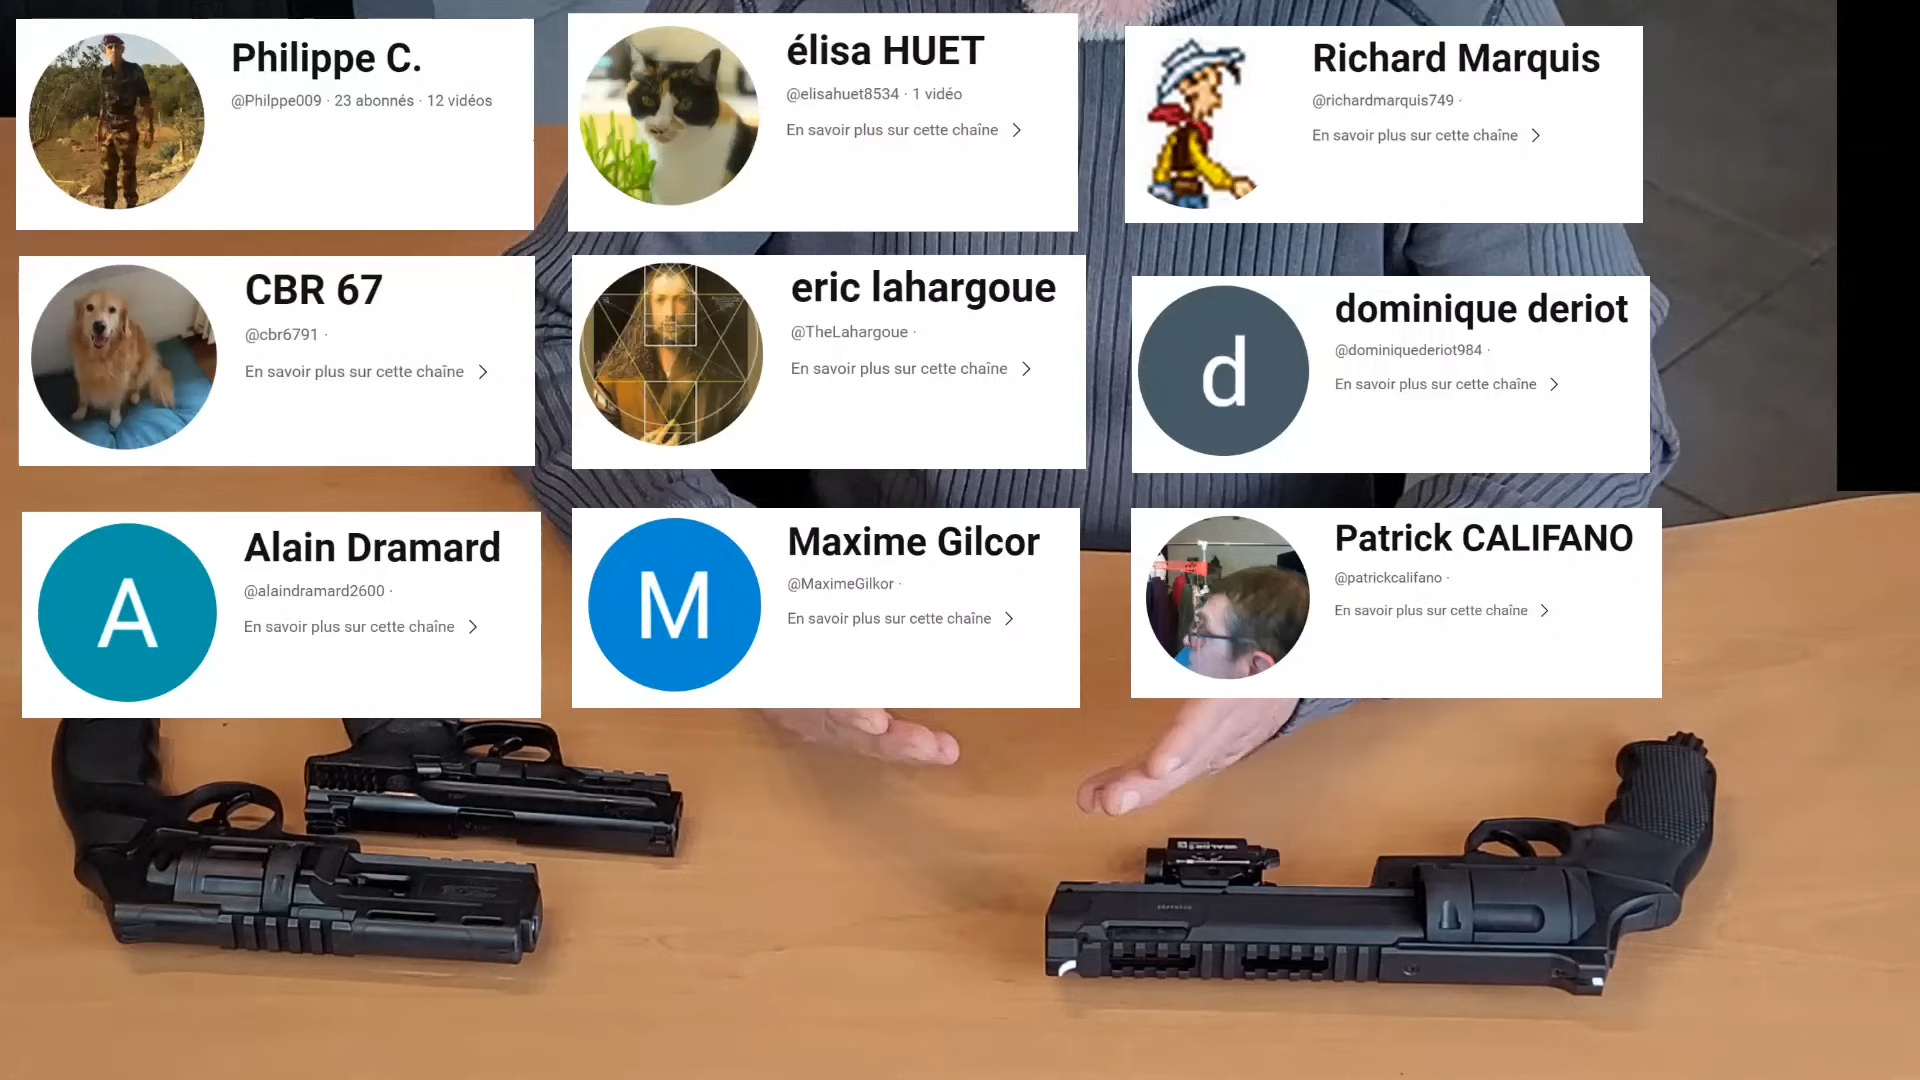 Philippe C.
@Philppe009 · 23 abonnés · 12 vidéos
élisa HUET
@elisahuet8534 · 1 vidéo
En savoir plus sur cette chaîne
Richard Marquis
@richardmarquis749 ·
En savoir plus sur cette chaîne
CBR 67
@cbr6791 ·
En savoir plus sur cette chaîne
eric lahargoue
@TheLahargoue ·
En savoir plus sur cette chaîne
d
dominique deriot
@dominiquederiot984 ·
En savoir plus sur cette chaîne
A
Alain Dramard
@alaindramard2600 ·
En savoir plus sur cette chaîne
M
Maxime Gilcor
@MaximeGilkor ·
En savoir plus sur cette chaîne
Patrick CALIFANO
@patrickcalifano ·
En savoir plus sur cette chaîne